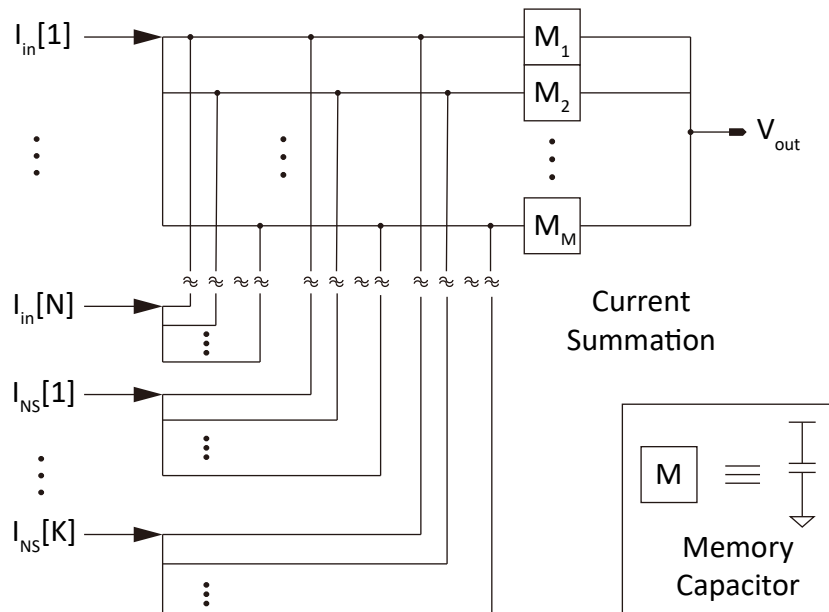 I_in[1]
M_1
M_2
V_out
M_M
I_in[N]
Current
Summation
I_NS[1]
M
I_NS[K]
Memory
Capacitor